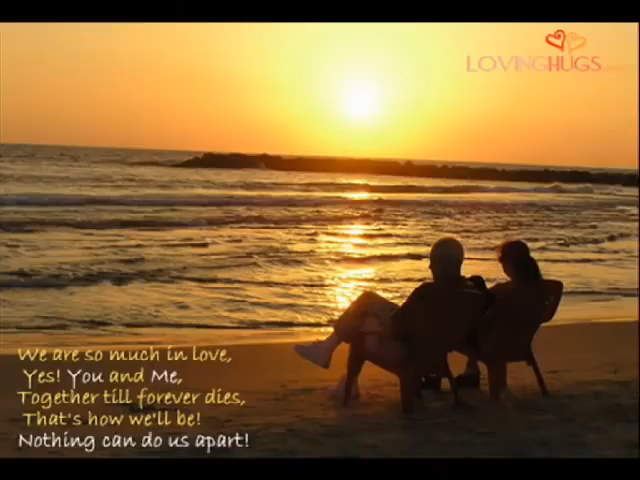 LOVINGHUGS
We are so much in love,
Yes! You and Me,
Together till forever dies,
That's how we'll be!
Nothing can do us apart!